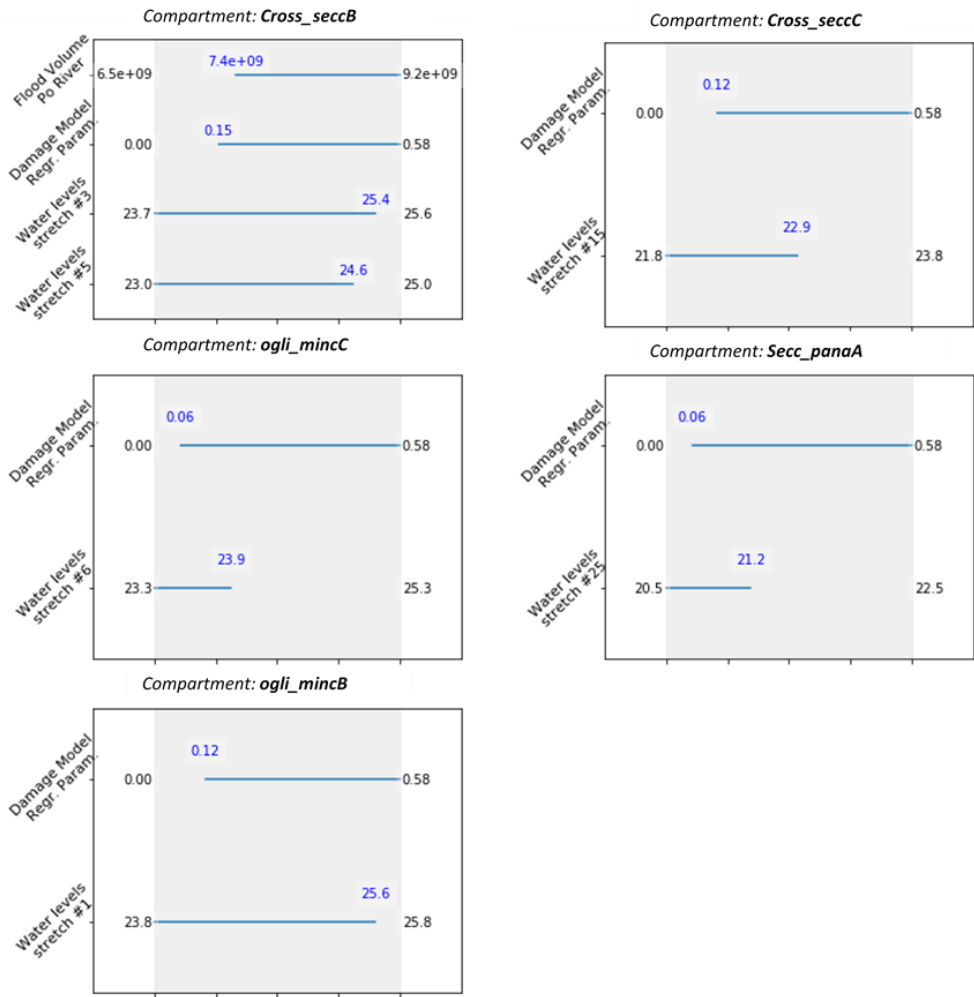 Compartment: Cross_seccB
Flood Volume
Po River
6.5e+09
7.4e+09
9.2e+09
Damage Model
Regr. Param.
0.00
0.15
0.58
Water levels
stretch #3
23.7
25.4
25.6
Water levels
stretch #5
23.0
24.6
25.0
Compartment: Cross_seccC
Damage Model
Regr. Param.
0.00
0.12
0.58
Water levels
stretch #15
21.8
22.9
23.8
Compartment: ogli_mincC
Damage Model
Regr. Param.
0.00
0.06
0.58
Water levels
stretch #6
23.3
23.9
25.3
Compartment: Secc_panaA
Damage Model
Regr. Param.
0.00
0.06
0.58
Water levels
stretch #25
20.5
21.2
22.5
Compartment: ogli_mincB
Damage Model
Regr. Param.
0.00
0.12
0.58
Water levels
stretch #1
23.8
25.6
25.8